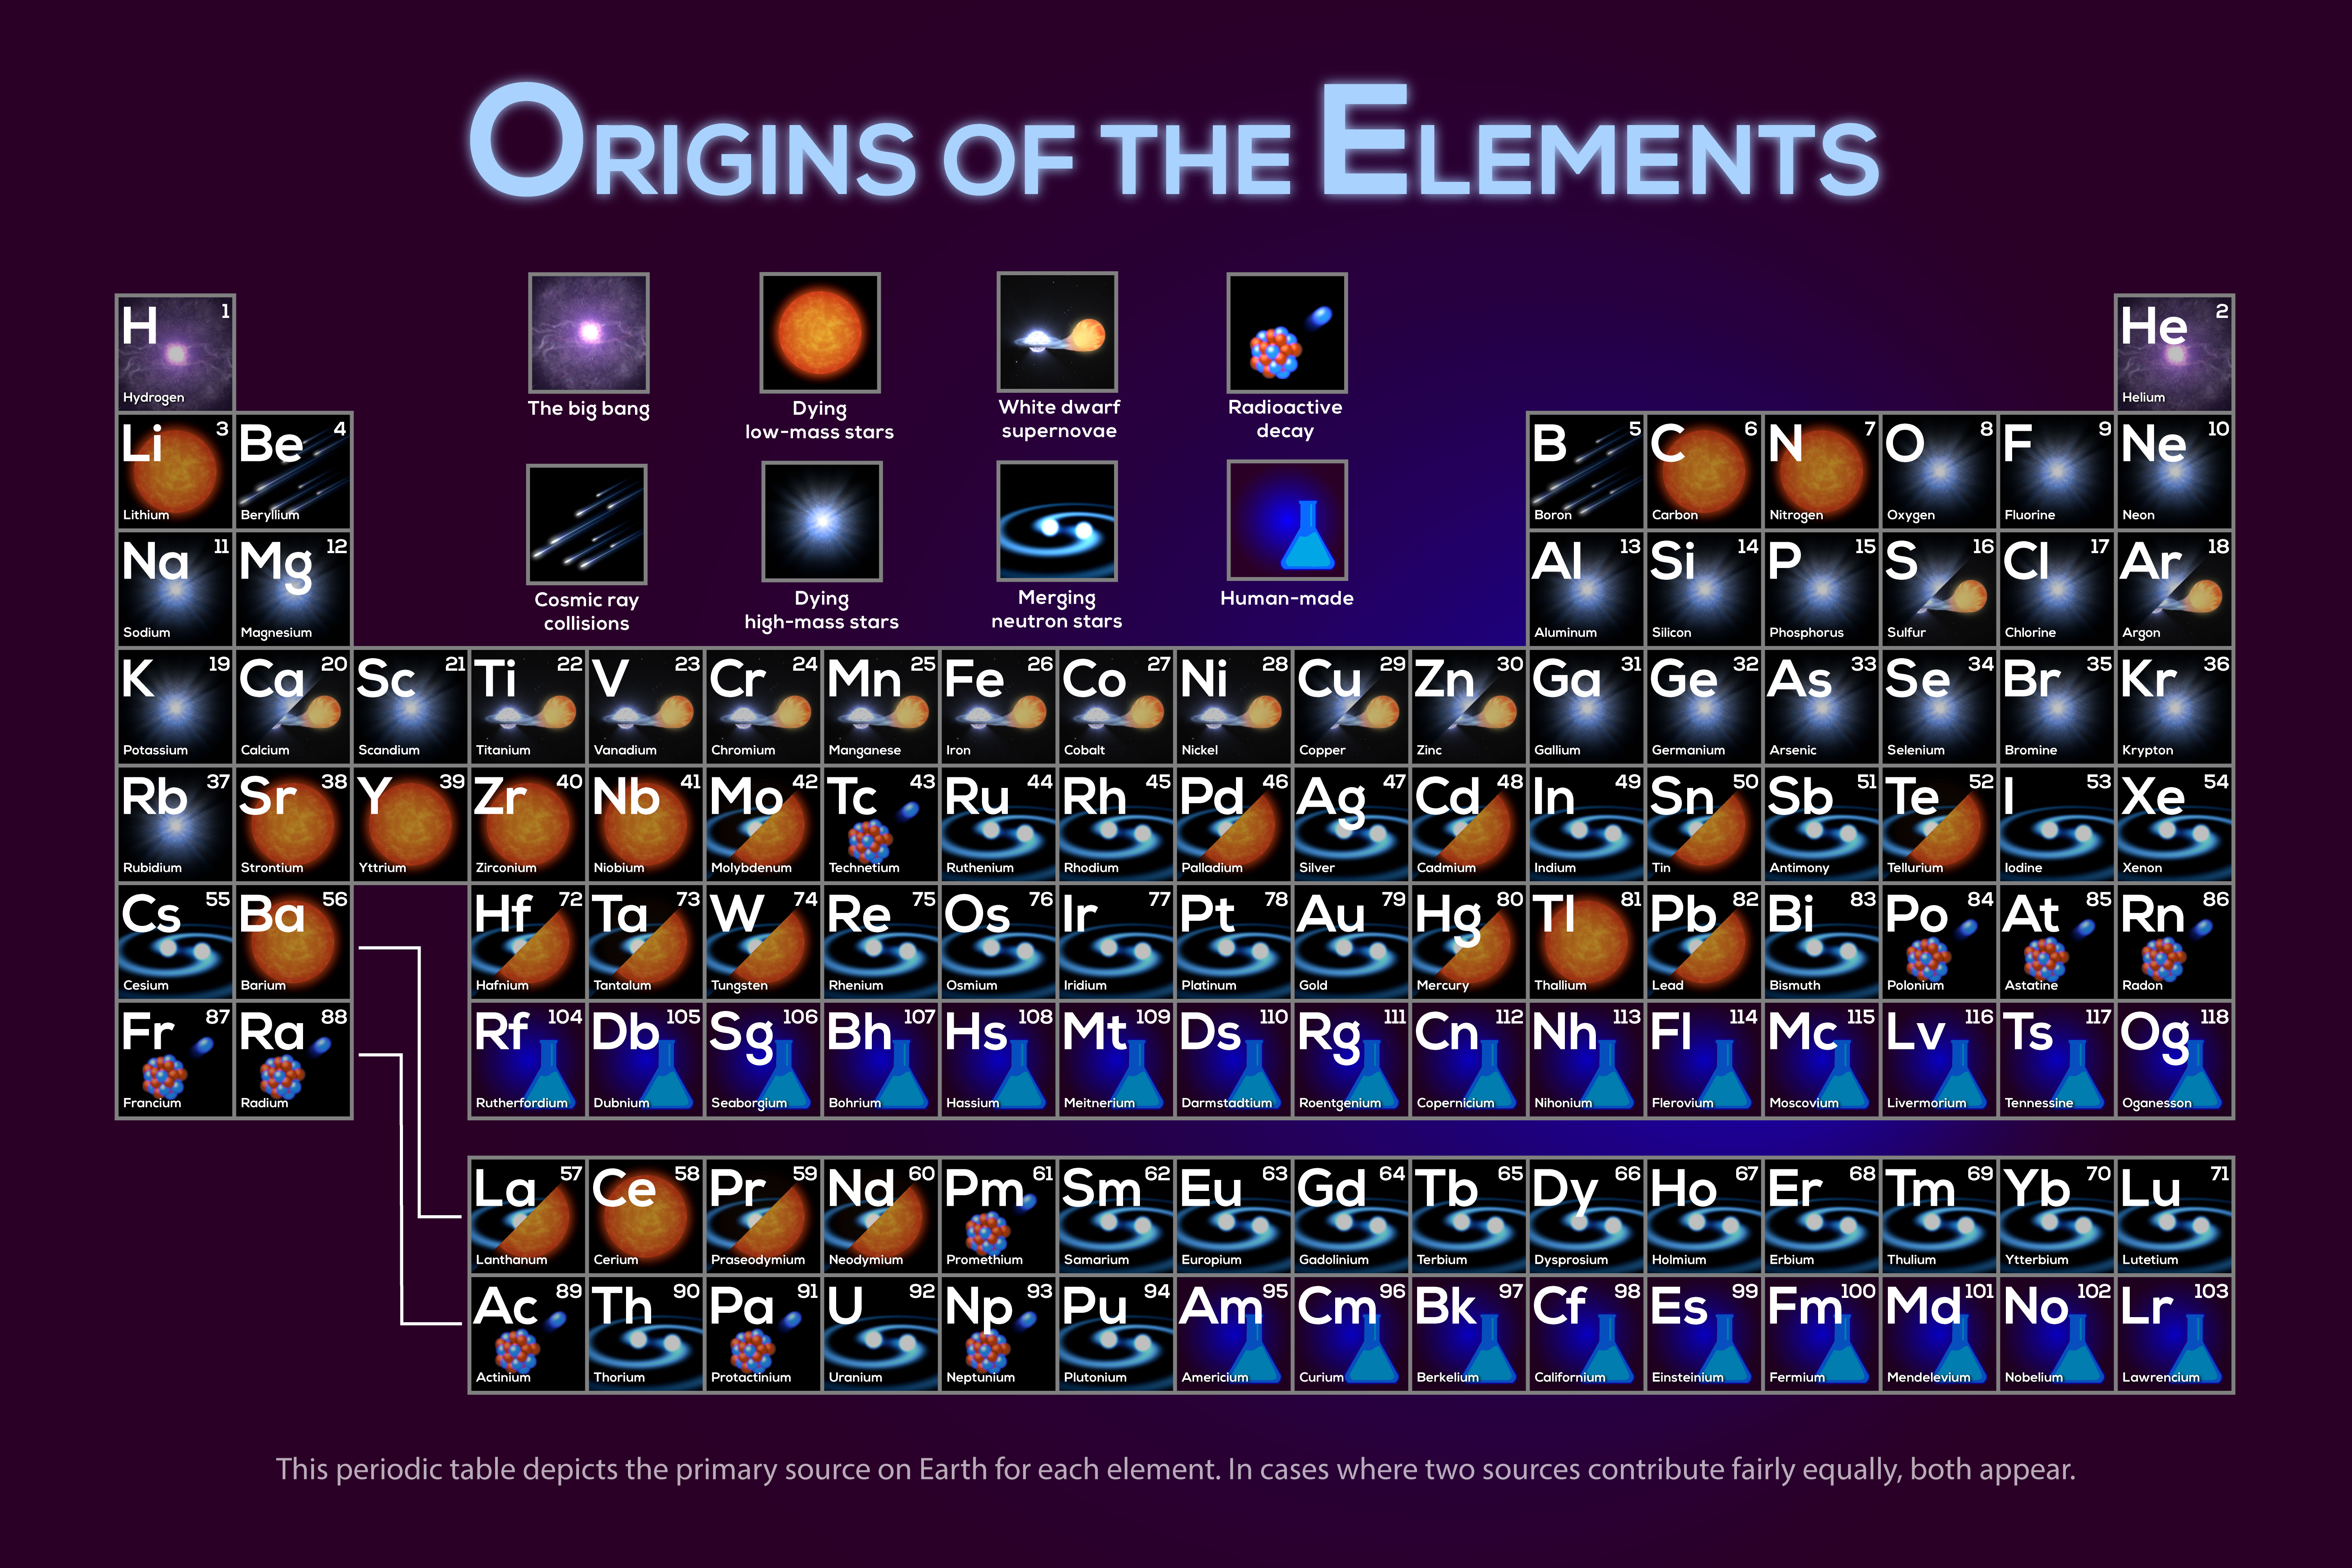 ORIGINS OF THE ELEMENTS
The big bang
Dying
low-mass stars
White dwarf
supernovae
Radioactive
decay
Cosmic ray
collisions
Dying
high-mass stars
Merging
neutron stars
Human-made
H 1
Hydrogen
He 2
Helium
Li 3
Lithium
Be 4
Beryllium
B 5
Boron
C 6
Carbon
N 7
Nitrogen
O 8
Oxygen
F 9
Fluorine
Ne 10
Neon
Na 11
Sodium
Mg 12
Magnesium
Al 13
Aluminum
Si 14
Silicon
P 15
Phosphorus
S 16
Sulfur
Cl 17
Chlorine
Ar 18
Argon
K 19
Potassium
Ca 20
Calcium
Sc 21
Scandium
Ti 22
Titanium
V 23
Vanadium
Cr 24
Chromium
Mn 25
Manganese
Fe 26
Iron
Co 27
Cobalt
Ni 28
Nickel
Cu 29
Copper
Zn 30
Zinc
Ga 31
Gallium
Ge 32
Germanium
As 33
Arsenic
Se 34
Selenium
Br 35
Bromine
Kr 36
Krypton
Rb 37
Rubidium
Sr 38
Strontium
Y 39
Yttrium
Zr 40
Zirconium
Nb 41
Niobium
Mo 42
Molybdenum
Tc 43
Technetium
Ru 44
Ruthenium
Rh 45
Rhodium
Pd 46
Palladium
Ag 47
Silver
Cd 48
Cadmium
In 49
Indium
Sn 50
Tin
Sb 51
Antimony
Te 52
Tellurium
I 53
Iodine
Xe 54
Xenon
Cs 55
Cesium
Ba 56
Barium
Hf 72
Hafnium
Ta 73
Tantalum
W 74
Tungsten
Re 75
Rhenium
Os 76
Osmium
Ir 77
Iridium
Pt 78
Platinum
Au 79
Gold
Hg 80
Mercury
Tl 81
Thallium
Pb 82
Lead
Bi 83
Bismuth
Po 84
Polonium
At 85
Astatine
Rn 86
Radon
Fr 87
Francium
Ra 88
Radium
Rf 104
Rutherfordium
Db 105
Dubnium
Sg 106
Seaborgium
Bh 107
Bohrium
Hs 108
Hassium
Mt 109
Meitnerium
Ds 110
Darmstadtium
Rg 111
Roentgenium
Cn 112
Copernicium
Nh 113
Nihonium
Fl 114
Flerovium
Mc 115
Moscovium
Lv 116
Livermorium
Ts 117
Tennessine
Og 118
Oganesson
La 57
Lanthanum
Ce 58
Cerium
Pr 59
Praseodymium
Nd 60
Neodymium
Pm 61
Promethium
Sm 62
Samarium
Eu 63
Europium
Gd 64
Gadolinium
Tb 65
Terbium
Dy 66
Dysprosium
Ho 67
Holmium
Er 68
Erbium
Tm 69
Thulium
Yb 70
Ytterbium
Lu 71
Lutetium
Ac 89
Actinium
Th 90
Thorium
Pa 91
Protactinium
U 92
Uranium
Np 93
Neptunium
Pu 94
Plutonium
Am 95
Americium
Cm 96
Curium
Bk 97
Berkelium
Cf 98
Californium
Es 99
Einsteinium
Fm 100
Fermium
Md 101
Mendelevium
No 102
Nobelium
Lr 103
Lawrencium
This periodic table depicts the primary source on Earth for each element. In cases where two sources contribute fairly equally, both appear.